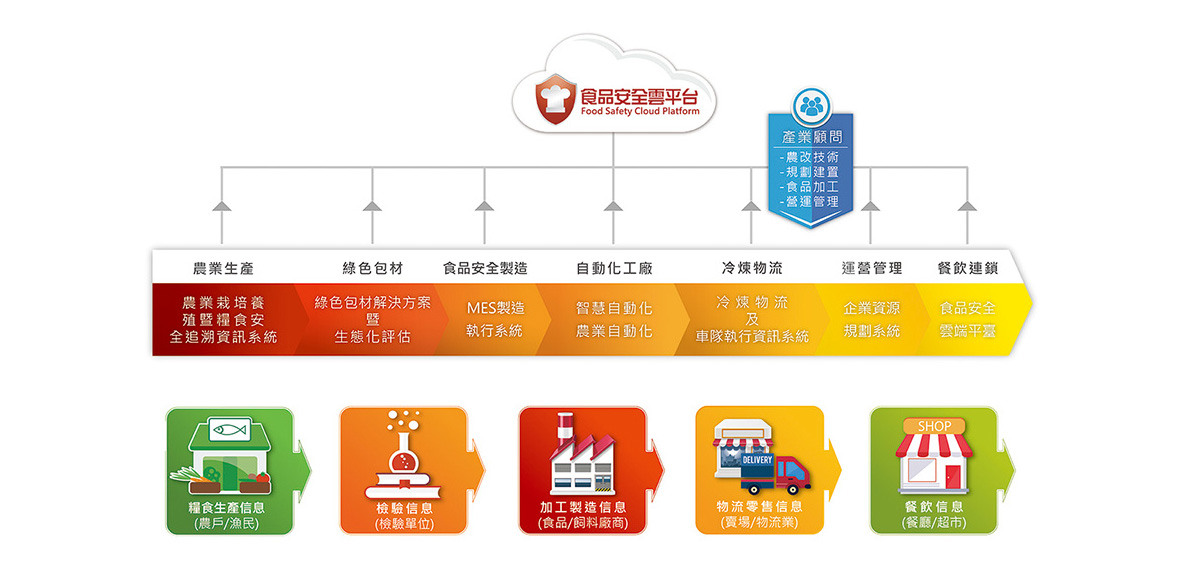 食品安全雲平台
Food Safety Cloud Platform
產業顧問
-農改技術
-規劃建置
-食品加工
-營運管理
農業生產
綠色包材
食品安全製造
自動化工廠
冷煉物流
運營管理
餐飲連鎖
農業栽培養
殖暨糧食安
全追溯資訊系統
綠色包材解決方案
暨
生態化評估
MES製造
執行系統
智慧自動化
農業自動化
冷煉物流
及
車隊執行資訊系統
企業資源
規劃系統
食品安全
雲端平臺
糧食生產信息
(農戶/漁民)
檢驗信息
(檢驗單位)
加工製造信息
(食品/飼料廠商)
DELIVERY
物流零售信息
(賣場/物流業)
SHOP
餐飲信息
(餐廳/超市)